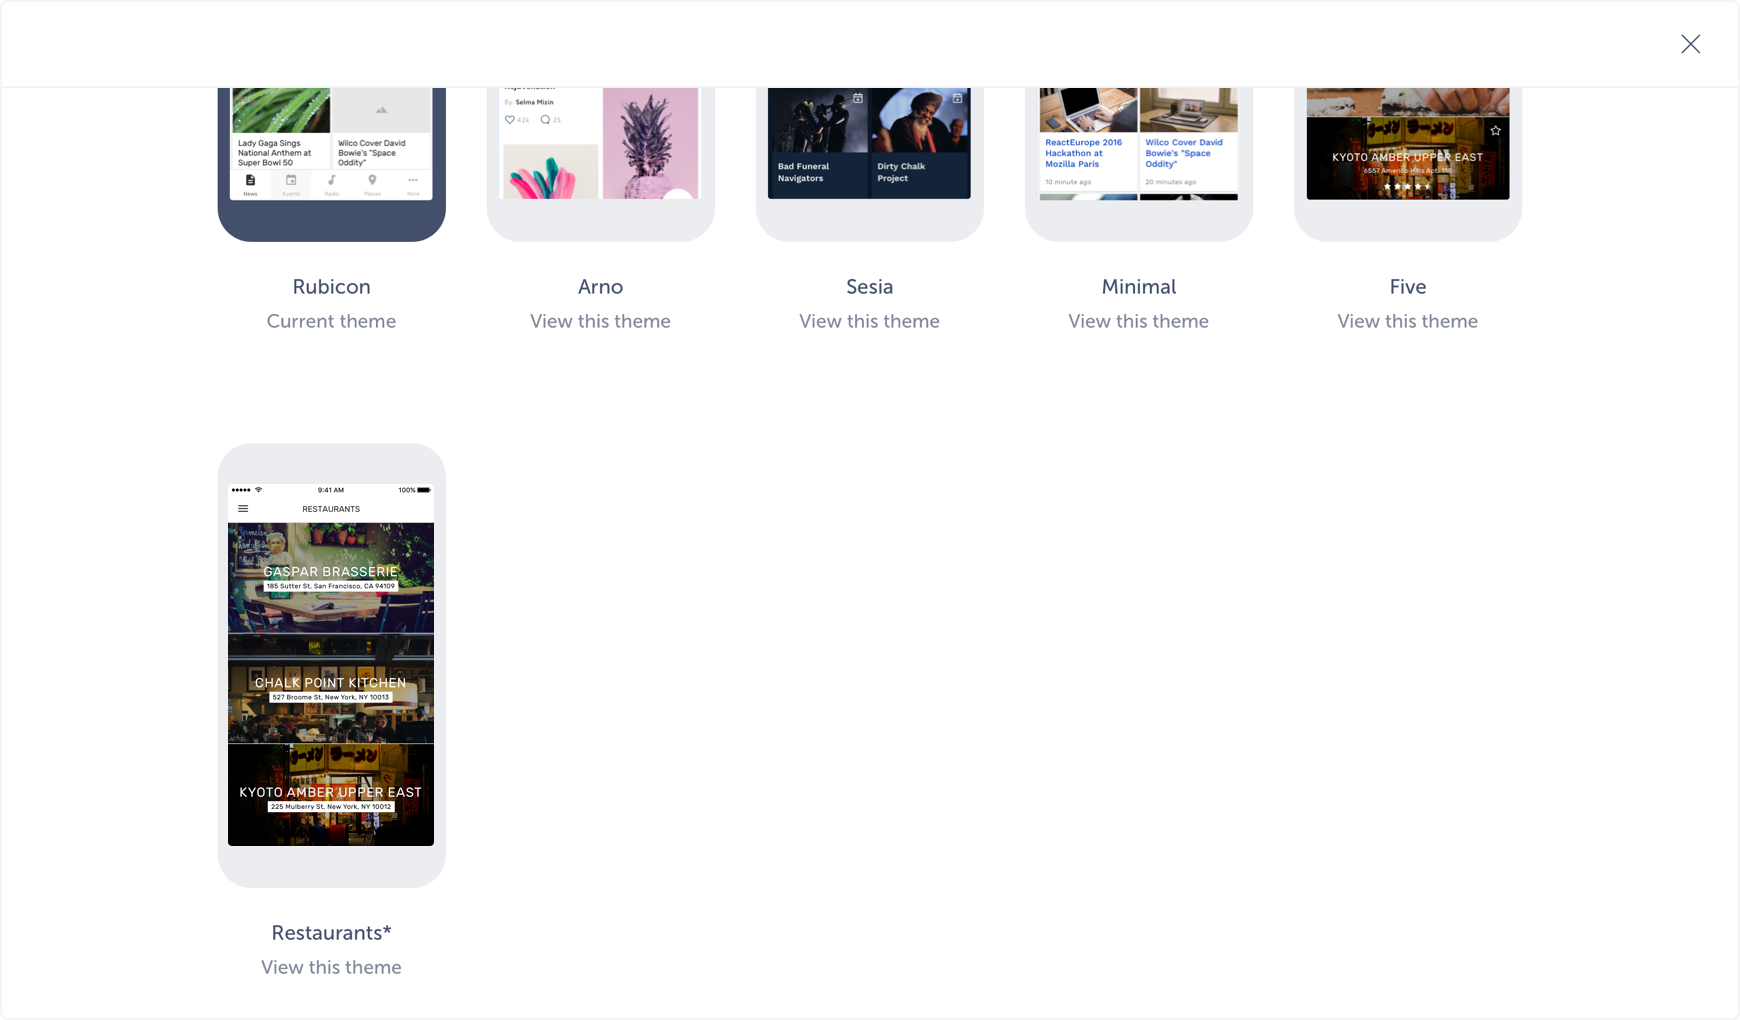 By: Selma Mizin
42k 25
Lady Gaga Sings
National Anthem at
Super Bowl 50
Wilco Cover David
Bowie's "Space
Oddity"
News Events Radio Places More
Bad Funeral
Navigators
Dirty Chalk
Project
ReactEurope 2016
Hackathon at
Mozilla Paris
10 minute ago
Wilco Cover David
Bowie's "Space
Oddity"
20 minutes ago
KYOTO AMBER UPPER EAST
6557 Americo Hills Apt. 118
Rubicon
Current theme
Arno
View this theme
Sesia
View this theme
Minimal
View this theme
Five
View this theme
9:41 AM 100%
RESTAURANTS
GASPAR BRASSERIE
185 Sutter St, San Francisco, CA 94109
CHALK POINT KITCHEN
527 Broome St, New York, NY 10013
KYOTO AMBER UPPER EAST
225 Mulberry St, New York, NY 10012
Restaurants*
View this theme